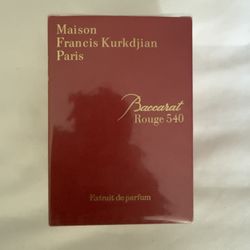 Maison
Francis Kurkdjian
Paris
Baccarat
Rouge 540
Extrait de parfum